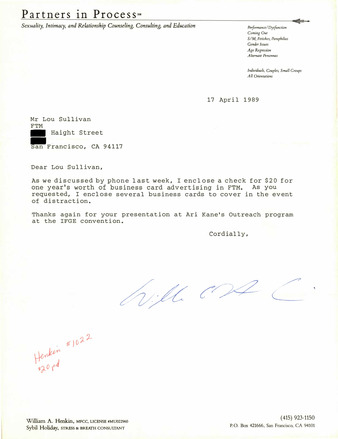 Partners in Process
Sexuality, Intimacy, and Relationship Counseling, Consulting, and Education
Performance/Dysfunction
Coming Out
S/M, Fetishes, Paraphilias
Gender Issues
Age Regression
Alternate Personas
Individuals, Couples, Small Groups
All Orientations
17 April 1989
Mr Lou Sullivan
FTM
Haight Street
San Francisco, CA 94117
Dear Lou Sullivan,
As we discussed by phone last week, I enclose a check for $20 for
one year's worth of business card advertising in FTM. As you
requested, I enclose several business cards to cover in the event
of distraction.
Thanks again for your presentation at Ari Kane's Outreach program
at the IFGE convention.
Cordially,
Henkin #1022
$20 pd
William A. Henkin, MFCC, LICENSE
Sybil Holiday, STRESS & BREATH CONSULTANT
(415) 923-1150
P.O. Box 421666, San Francisco, CA 94101